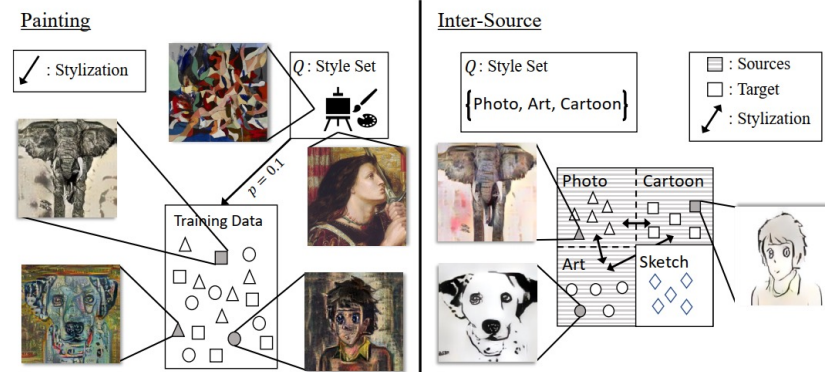 Painting
: Stylization
Q : Style Set
p = 0.1
Training Data
Inter-Source
Q : Style Set
{Photo, Art, Cartoon}
: Sources
: Target
: Stylization
Photo
Cartoon
Art
Sketch